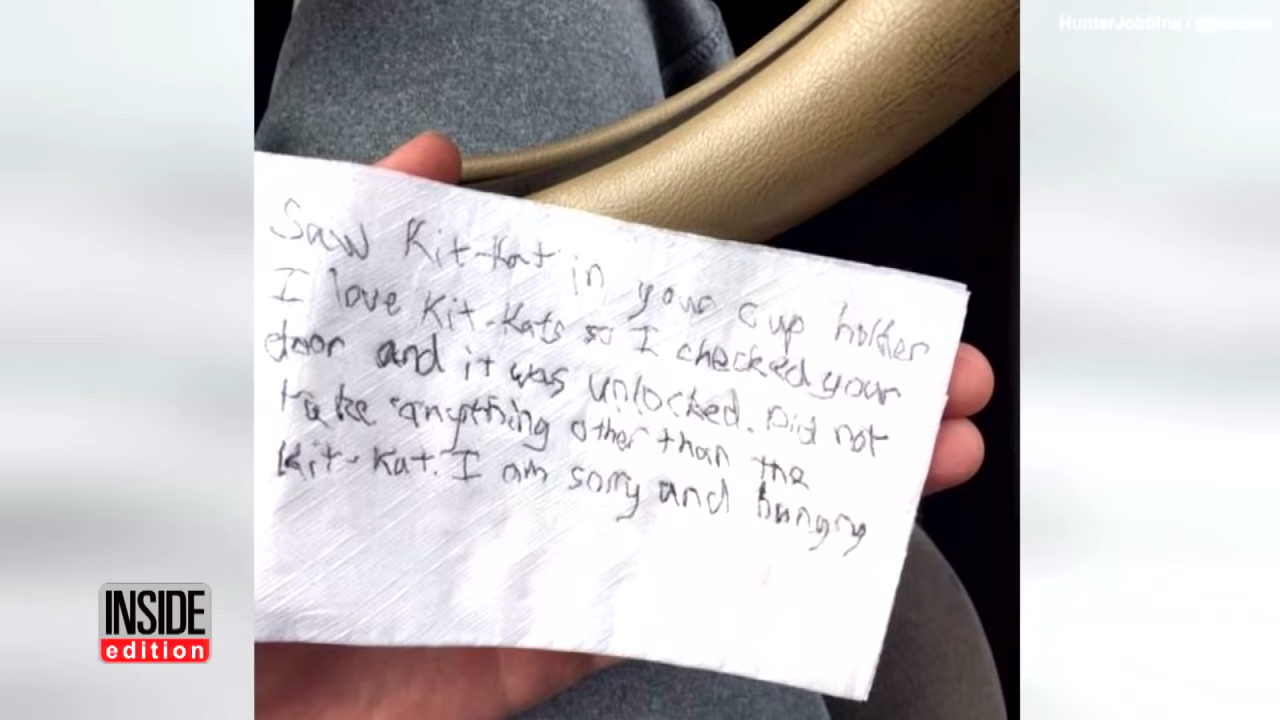 HunterJobbins /
Saw Kit-Kat in your cup holder
I love Kit-Kats so I checked your
door and it was unlocked. Did not
take anything other than the
Kit-Kat. I am sorry and hungry
INSIDE
edition